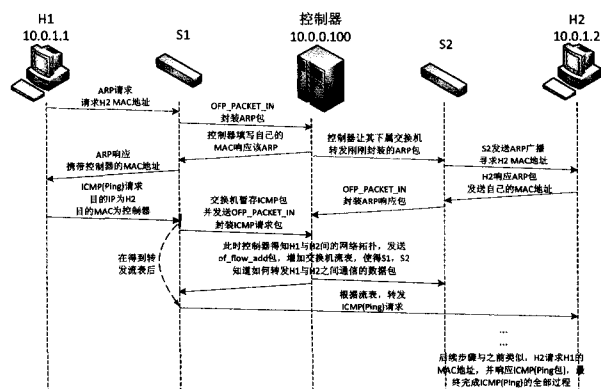 H1
10.0.1.1
S1
控制器
10.0.0.100
S2
H2
10.0.1.2
ARP请求
请求H2 MAC地址
OFP_PACKET_IN
封装ARP包
控制器填写自己的
MAC响应该ARP
控制器让其下属交换机
转发刚刚封装的ARP包
ARP响应
携带控制器的MAC地址
S2发送ARP广播
寻求H2 MAC地址
H2响应ARP包
发送自己的MAC地址
OFP_PACKET_IN
封装ARP响应包
ICMP(Ping)请求
目的IP为H2
目的MAC为控制器
交换机暂存ICMP包
并发送OFP_PACKET_IN
封装ICMP请求包
此时控制器得知H1与H2间的网络拓扑，发送
of_flow_add包，增加交换机流表，使得S1，S2
知道如何转发H1与H2之间通信的数据包
在得到转
发流表后
根据流表，转发
ICMP(Ping)请求
...
...
后续步骤与之前类似，H2请求H1的
MAC地址，并响应ICMP(Ping包)，最
终完成ICMP(Ping)的全部过程